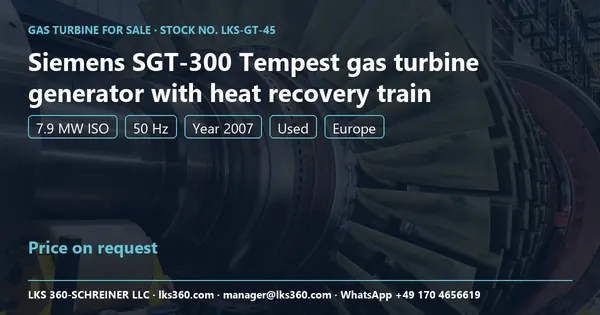 GAS TURBINE FOR SALE · STOCK NO. LKS-GT-45
Siemens SGT-300 Tempest gas turbine
generator with heat recovery train
7.9 MW ISO 50 Hz Year 2007 Used Europe
Price on request
LKS 360-SCHREINER LLC · lks360.com · manager@lks360.com · WhatsApp +49 170 4656619